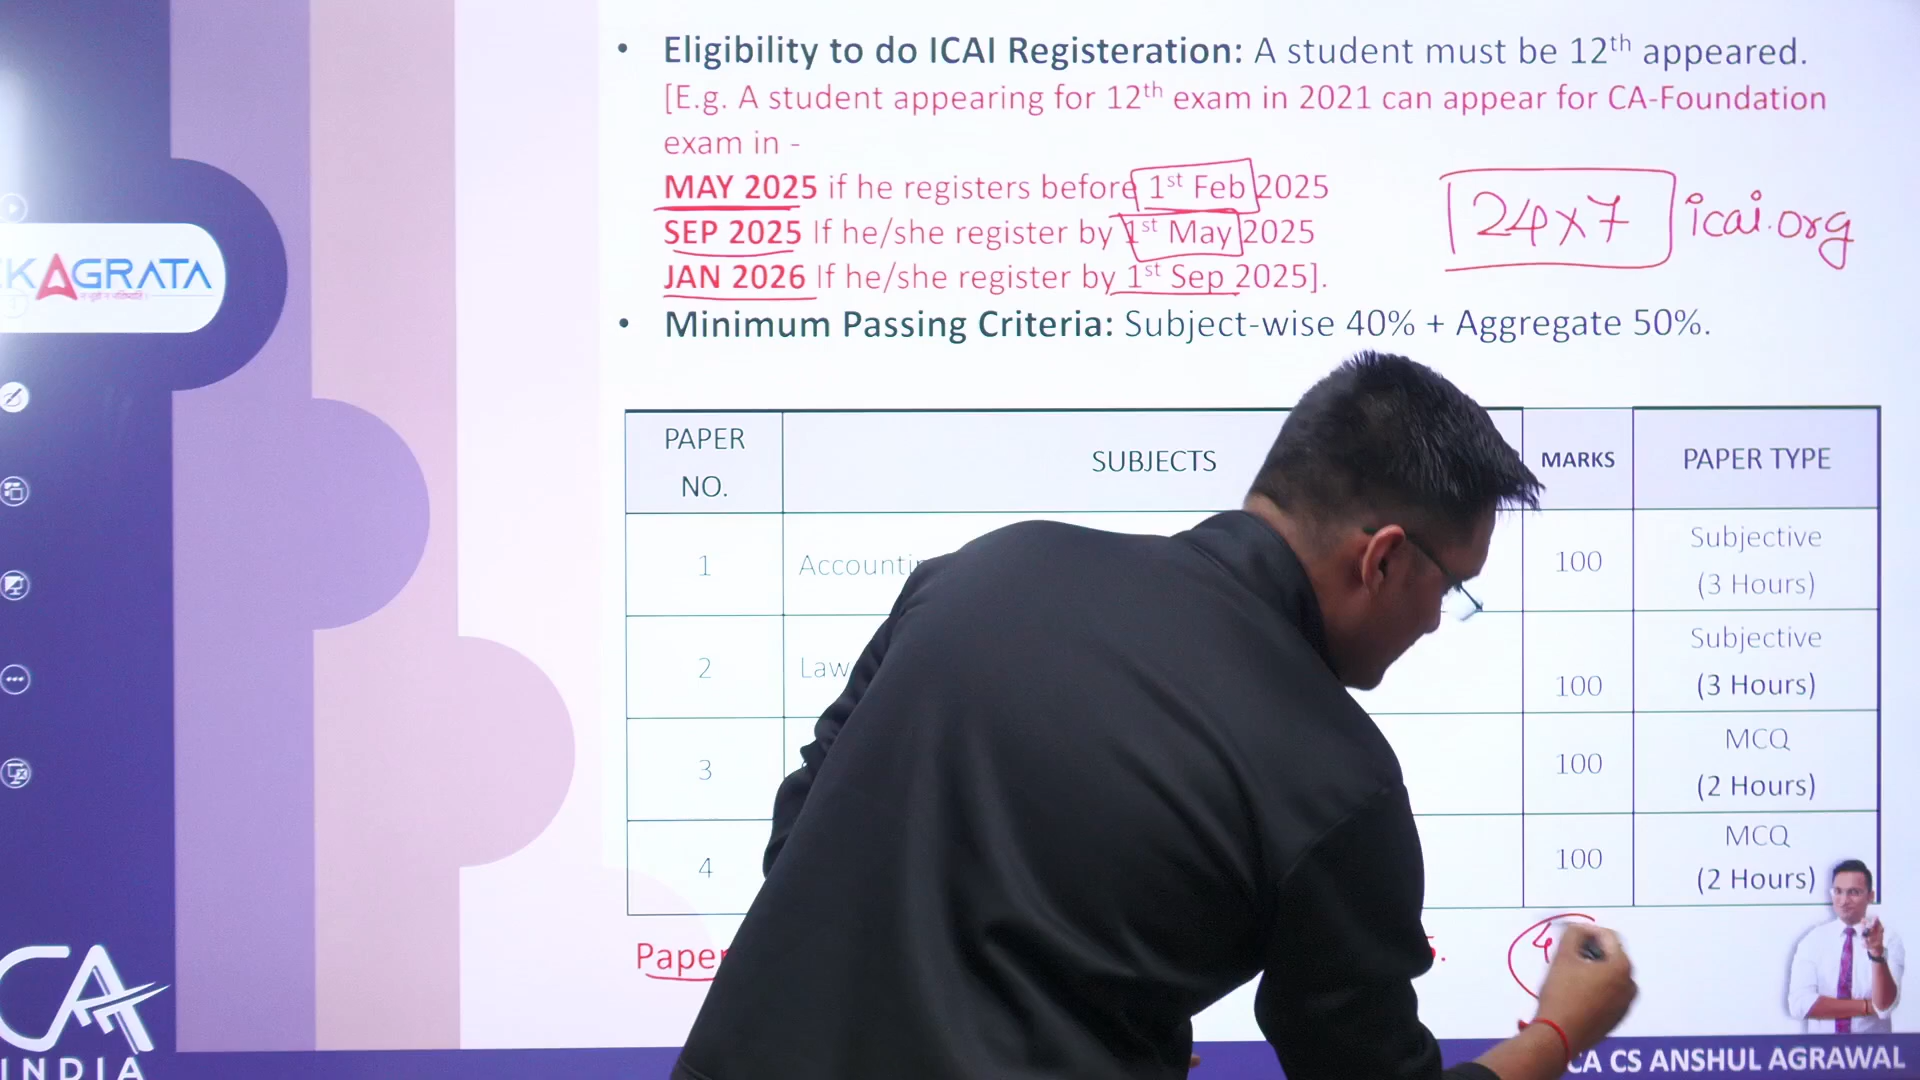 • Eligibility to do ICAI Registeration: A student must be 12th appeared.
[E.g. A student appearing for 12th exam in 2021 can appear for CA-Foundation
exam in -
MAY 2025 if he registers before 1st Feb 2025
SEP 2025 If he/she register by 1st May 2025
JAN 2026 If he/she register by 1st Sep 2025].
24x7 icai.org
• Minimum Passing Criteria: Subject-wise 40% + Aggregate 50%.
PAPER NO. SUBJECTS MARKS PAPER TYPE
1 100 Subjective (3 Hours)
2 Law 100 Subjective (3 Hours)
3 100 MCQ (2 Hours)
4 100 MCQ (2 Hours)
Paper
4
KAGRATA
CA
INDIA
CA CS ANSHUL AGRAWAL